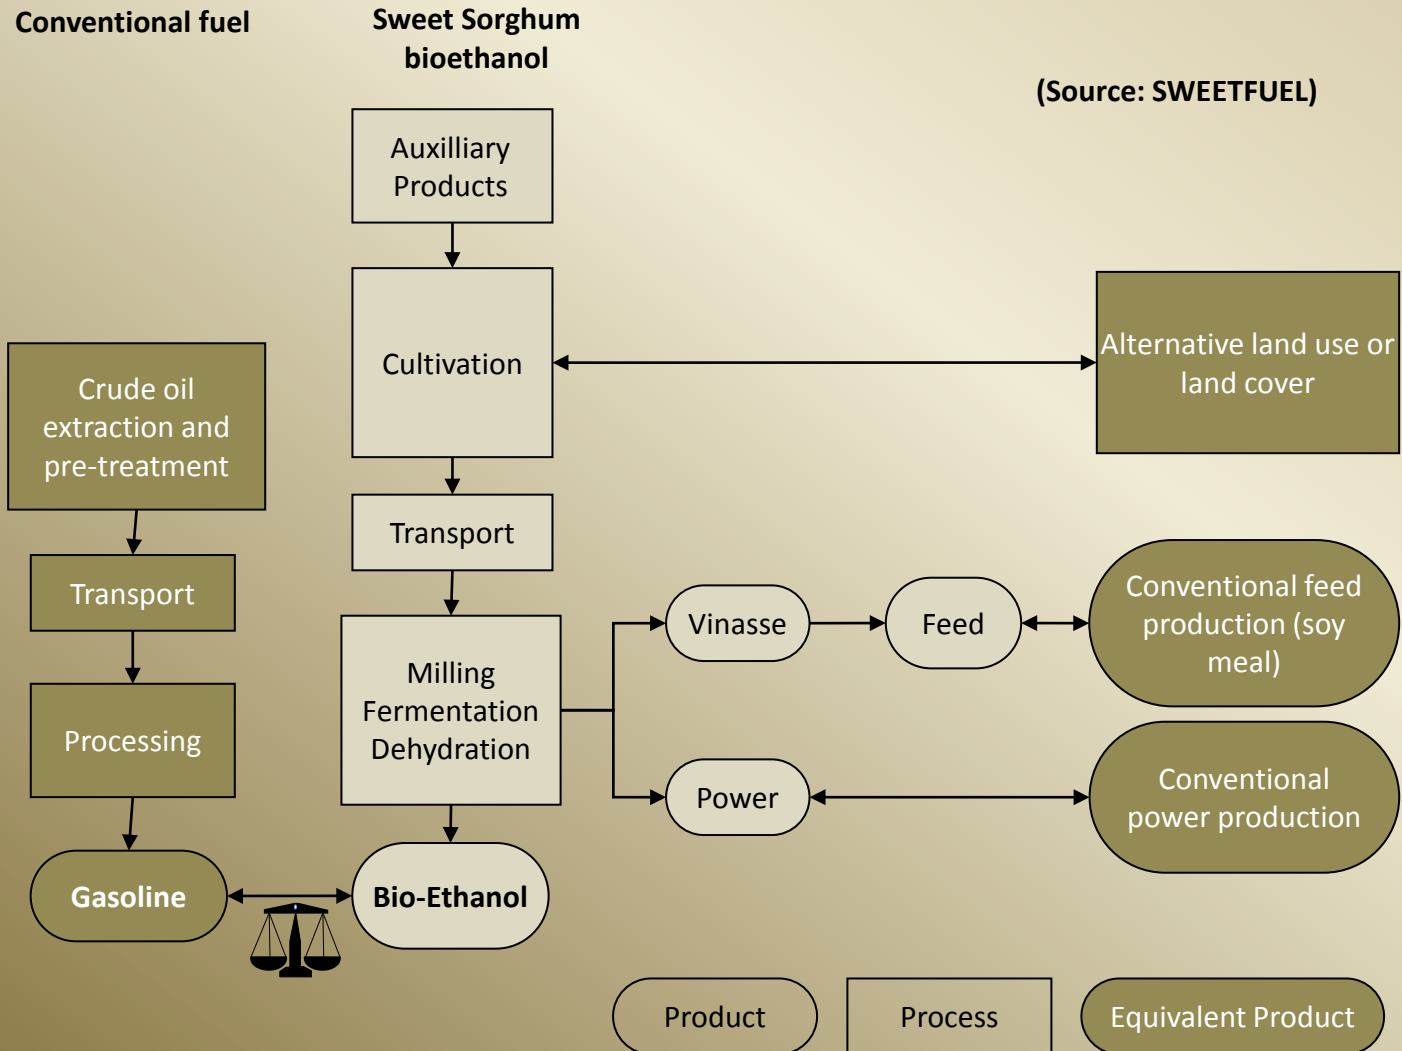 Conventional fuel
Sweet Sorghum
bioethanol
(Source: SWEETFUEL)
Auxilliary
Products
Cultivation
Alternative land use or
land cover
Crude oil
extraction and
pre-treatment
Transport
Transport
Processing
Milling
Fermentation
Dehydration
Vinasse
Feed
Conventional feed
production (soy
meal)
Power
Conventional
power production
Gasoline
Bio-Ethanol
Product
Process
Equivalent Product